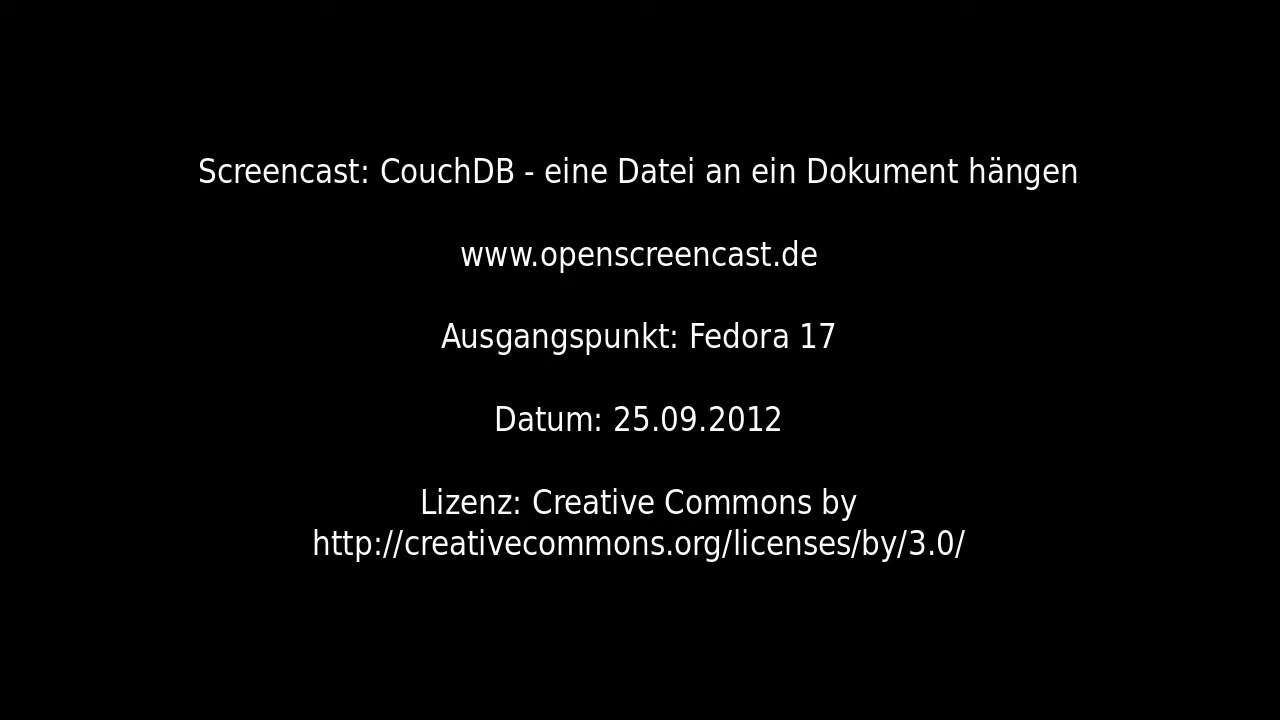 Screencast: CouchDB - eine Datei an ein Dokument hängen
www.openscreencast.de
Ausgangspunkt: Fedora 17
Datum: 25.09.2012
Lizenz: Creative Commons by
http://creativecommons.org/licenses/by/3.0/